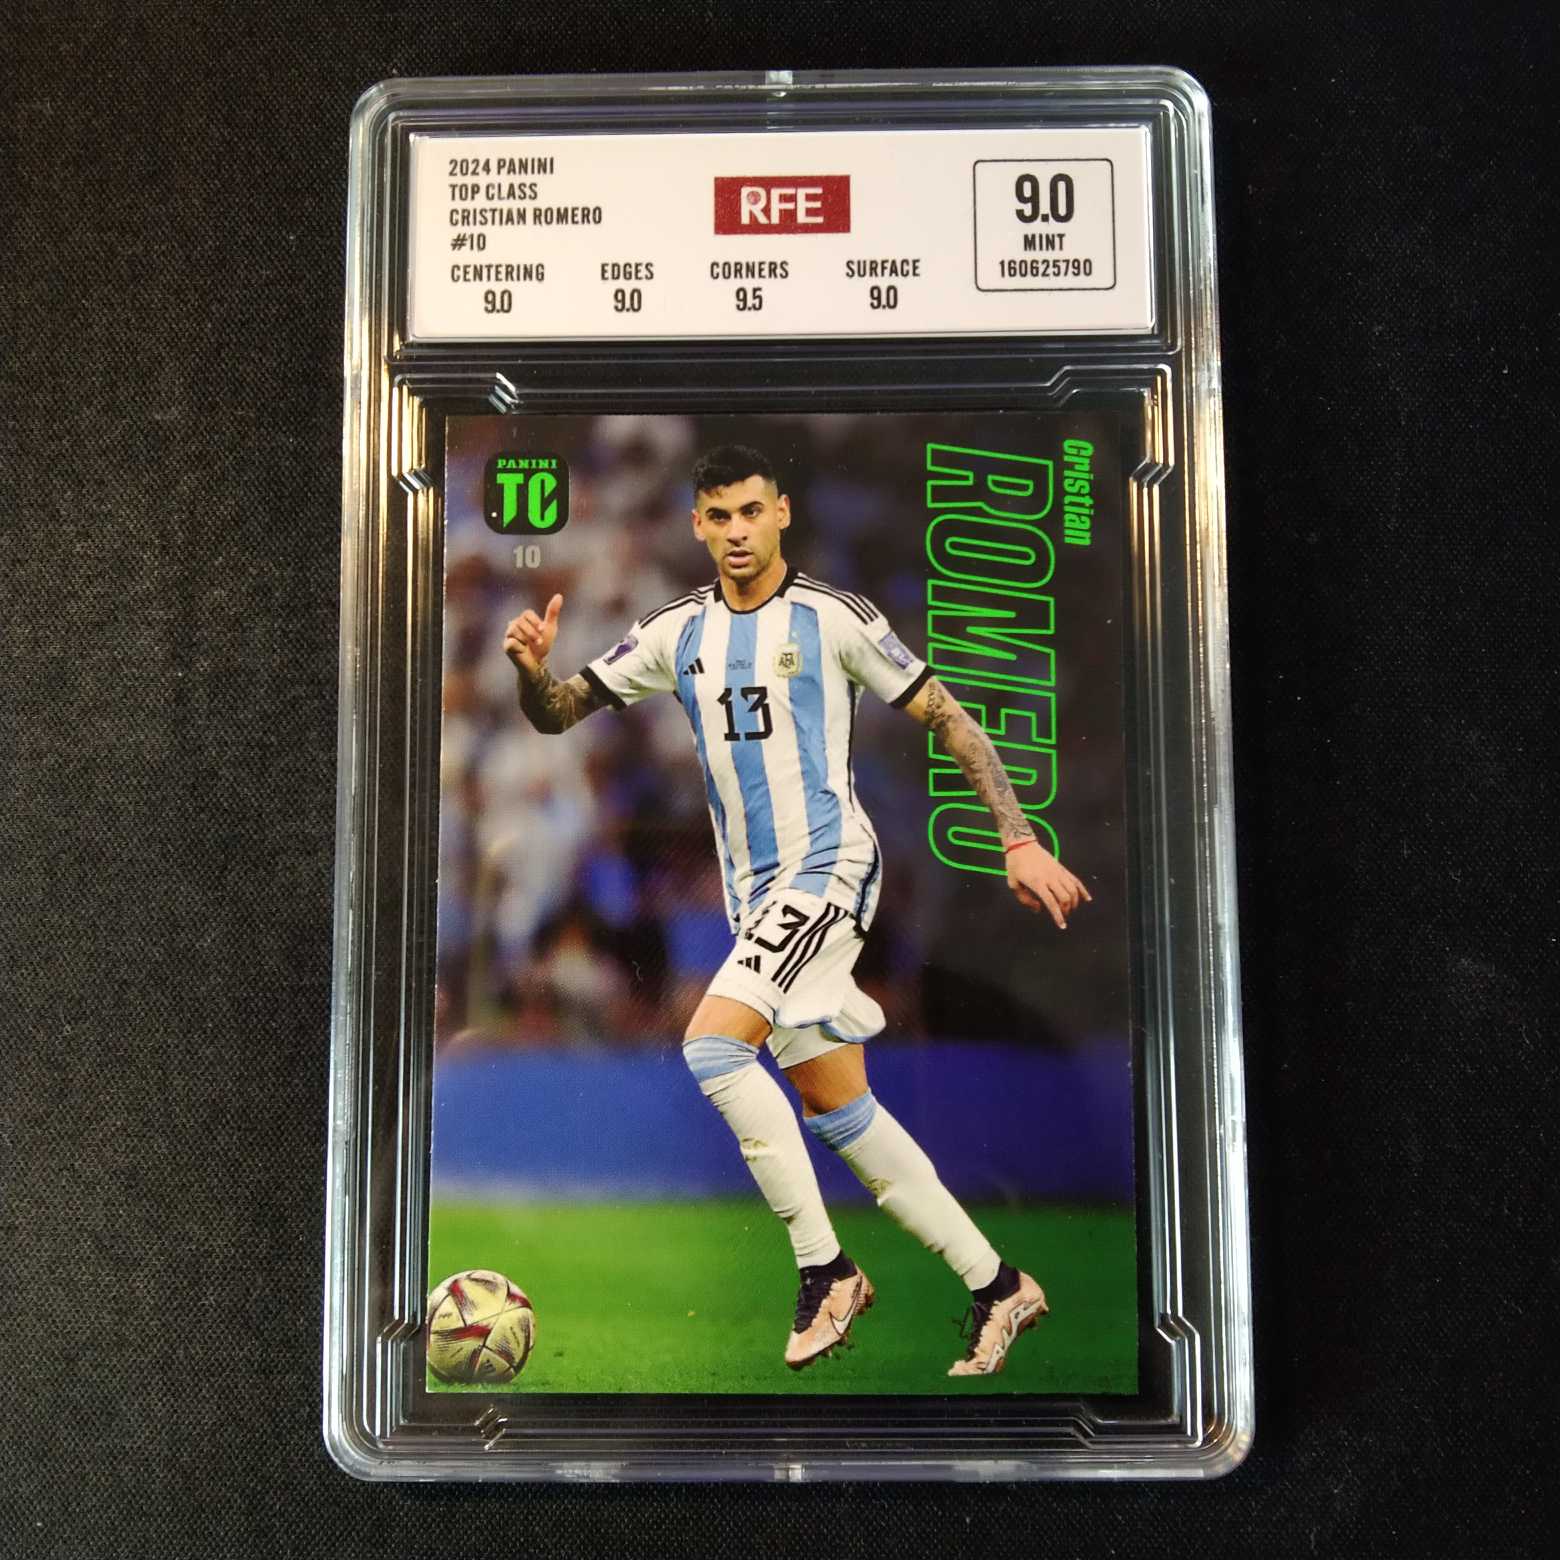 2024 PANINI
TOP CLASS
CRISTIAN ROMERO
#10
RFE
9.0
MINT
160625790
CENTERING
9.0
EDGES
9.0
CORNERS
9.5
SURFACE
9.0
PANINI
TC
10
Cristian
ROMERO
AFA
13
13